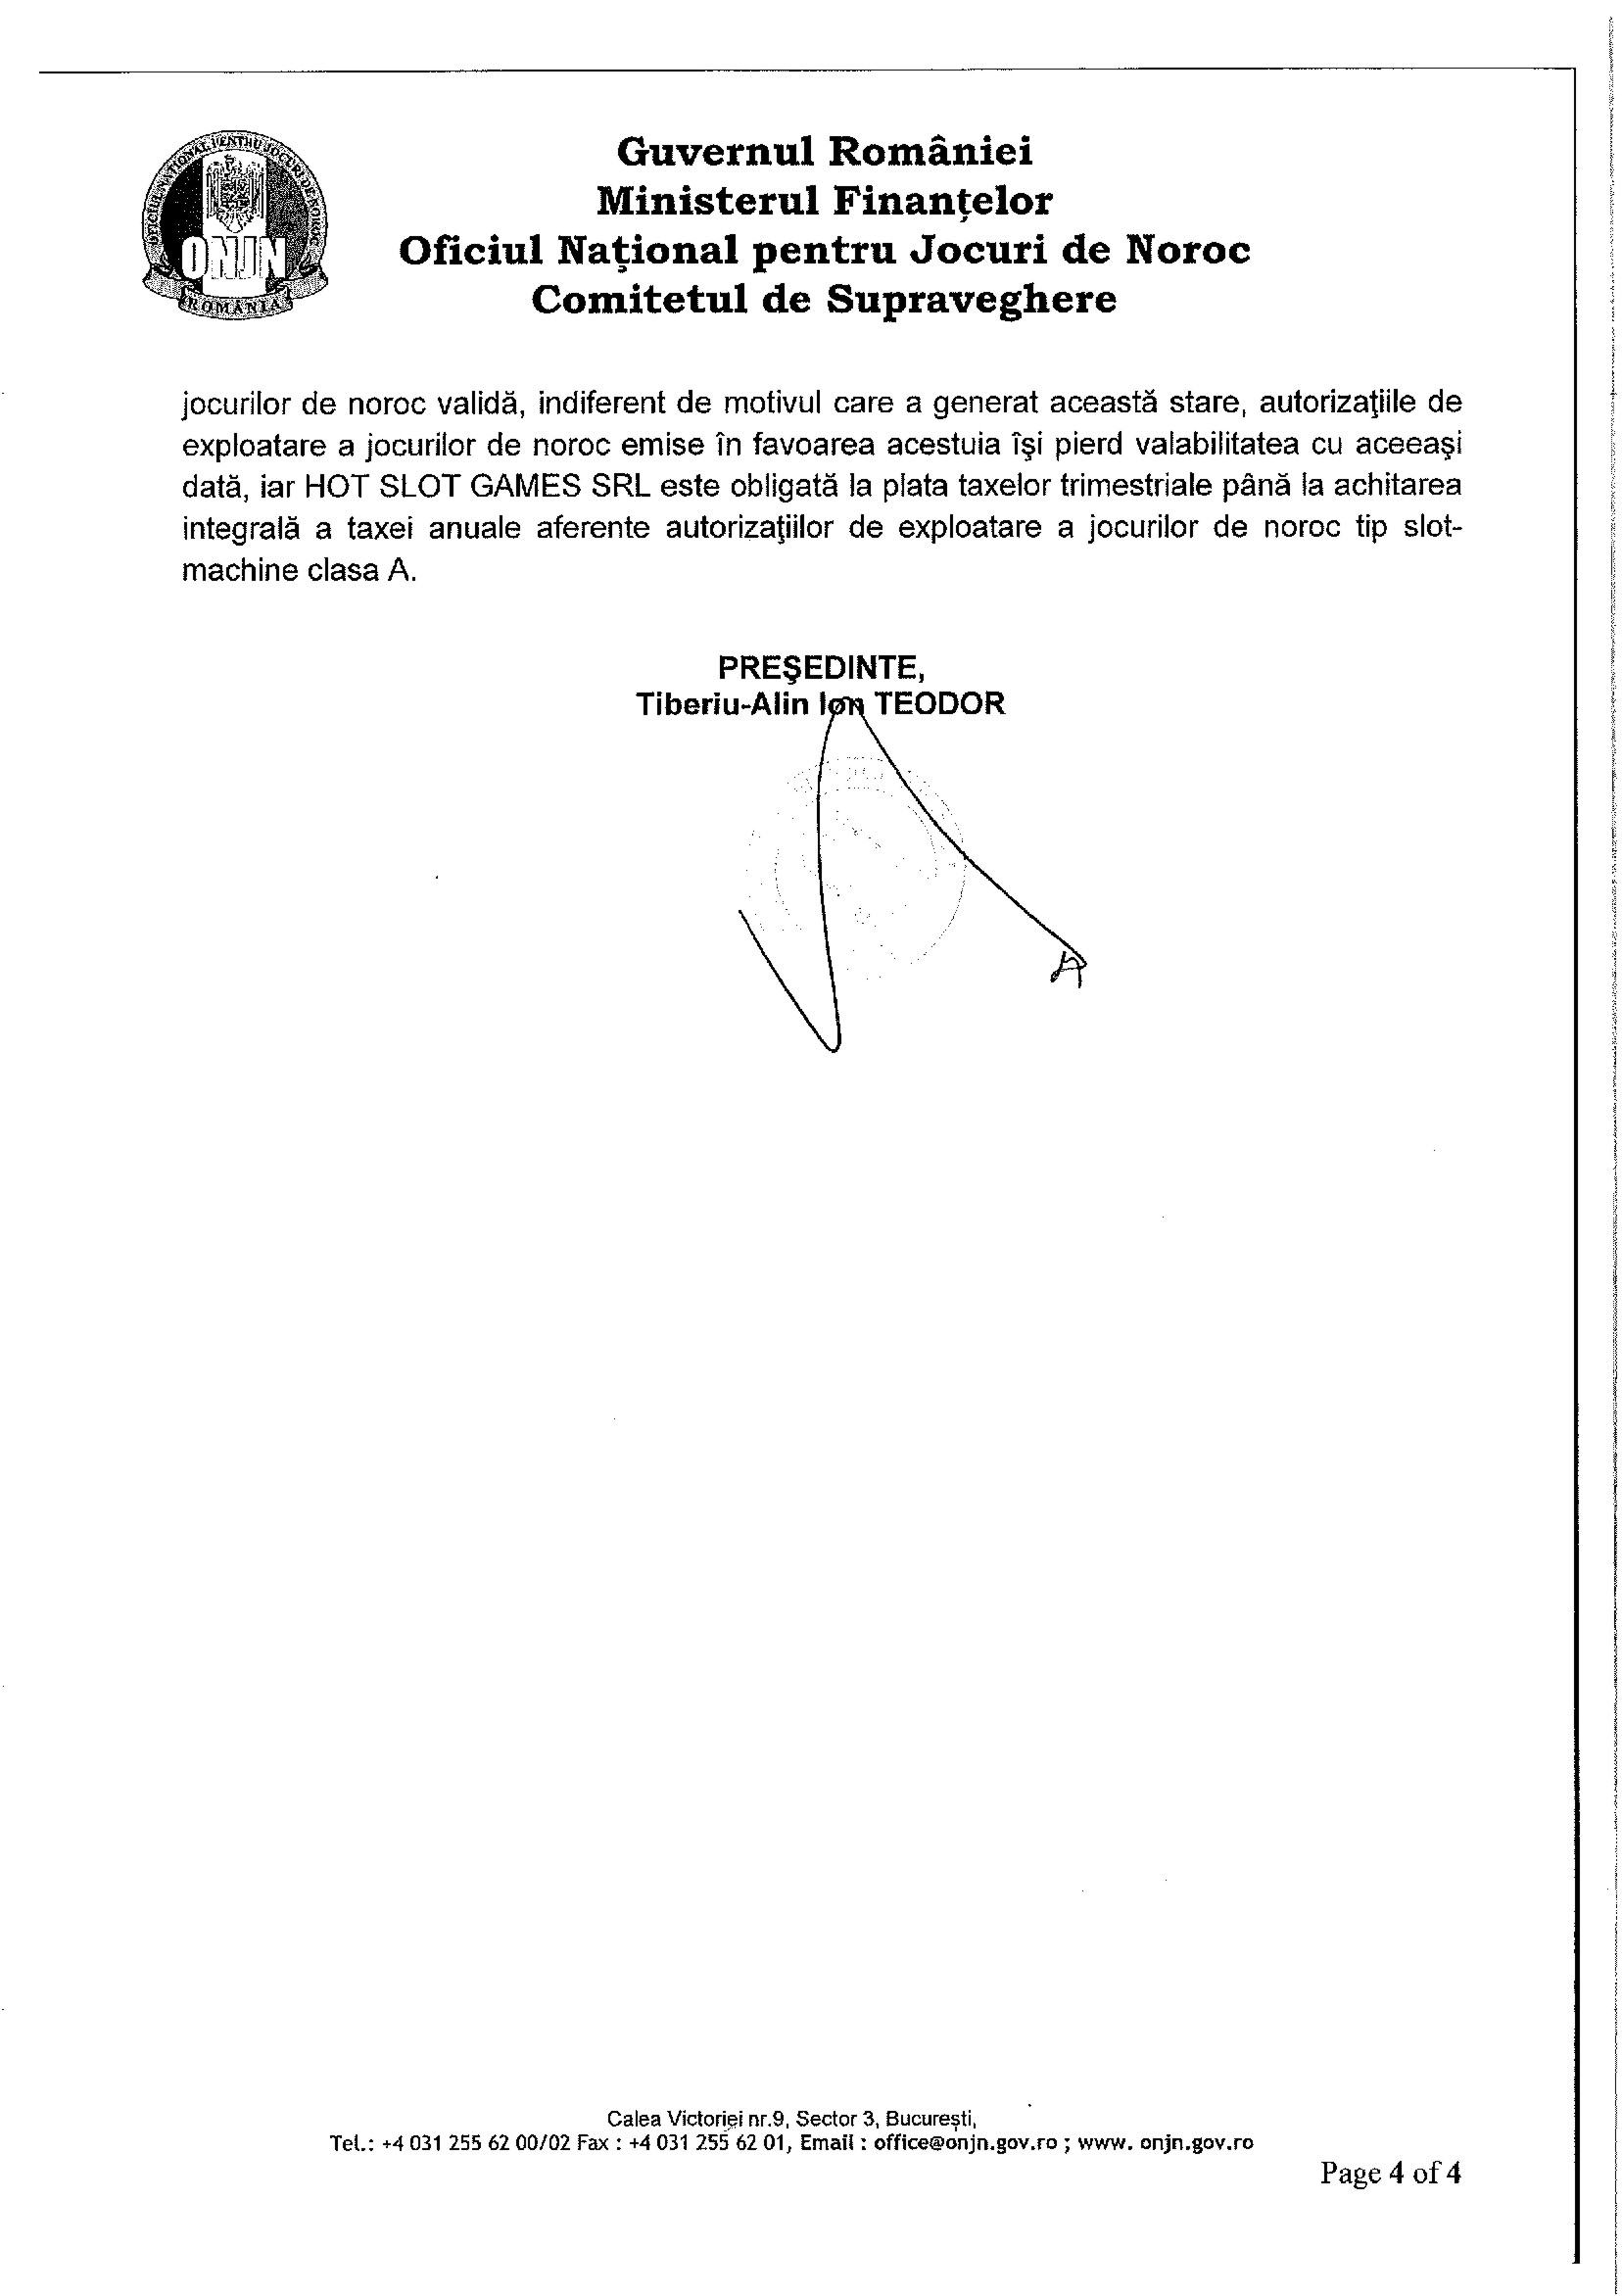 OFICIUL NAȚIONAL PENTRU JOCURI DE NOROC
ONJN
ROMÂNIA
Guvernul României
Ministerul Finanțelor
Oficiul Național pentru Jocuri de Noroc
Comitetul de Supraveghere
jocurilor de noroc validă, indiferent de motivul care a generat această stare, autorizaţiile de
exploatare a jocurilor de noroc emise în favoarea acestuia îşi pierd valabilitatea cu aceeaşi
dată, iar HOT SLOT GAMES SRL este obligată la plata taxelor trimestriale până la achitarea
integrală a taxei anuale aferente autorizaţiilor de exploatare a jocurilor de noroc tip slot-
machine clasa A.
PREŞEDINTE,
Tiberiu-Alin Ion TEODOR
Calea Victoriei nr.9, Sector 3, București,
Tel.: +4 031 255 62 00/02 Fax : +4 031 255 62 01, Email : office@onjn.gov.ro ; www. onjn.gov.ro
Page 4 of 4